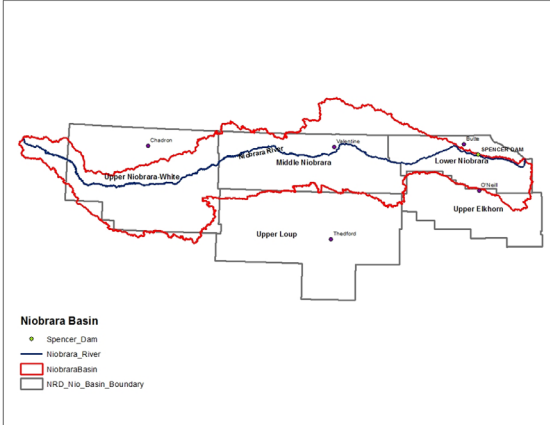 Chadron
Valentine
Butte
SPENCER DAM
Niobrara River
Middle Niobrara
Lower Niobrara
Upper Niobrara-White
O'Neill
Upper Elkhorn
Upper Loup
Thedford
Niobrara Basin
Spencer_Dam
Niobrara_River
NiobraraBasin
NRD_Nio_Basin_Boundary